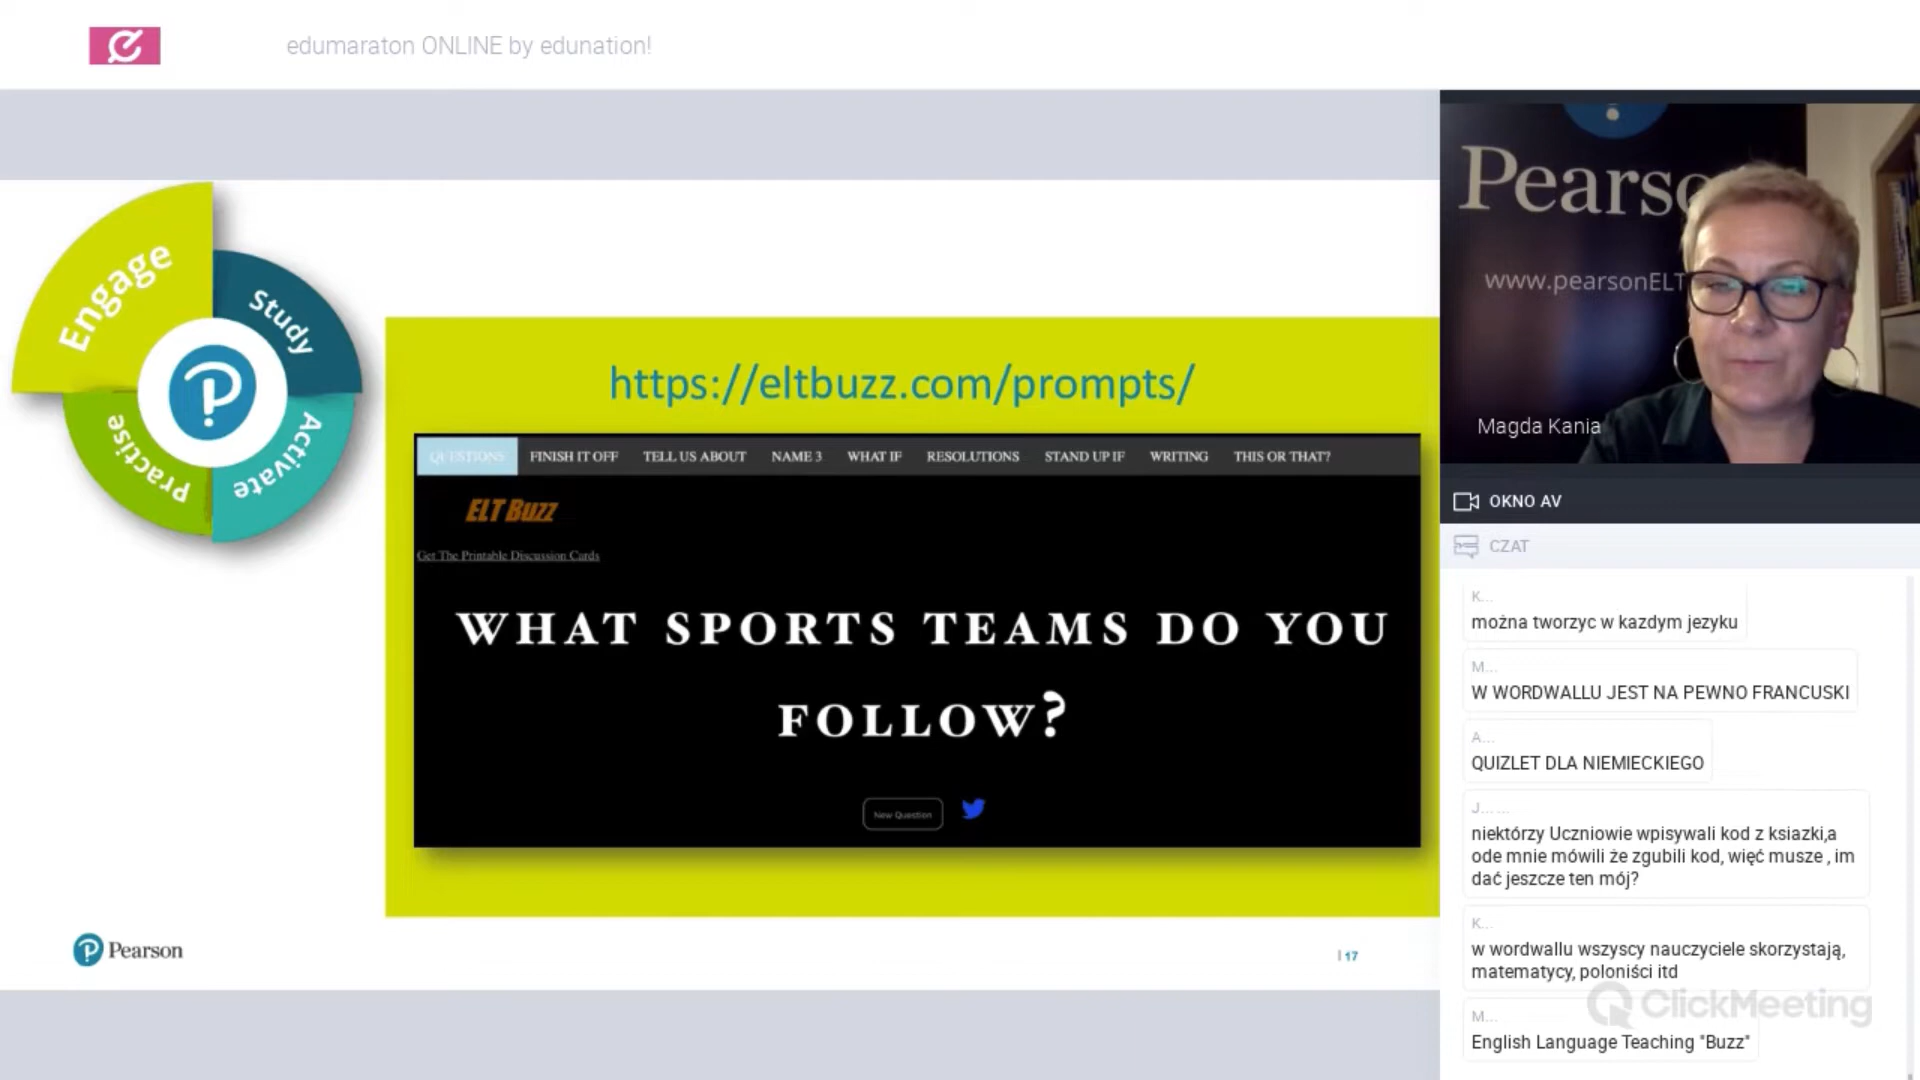 edumaraton ONLINE by edunation!
Engage
Study
Practise
Activate
https://eltbuzz.com/prompts/
QUESTIONS FINISH IT OFF TELL US ABOUT NAME 3 WHAT IF RESOLUTIONS STAND UP IF WRITING THIS OR THAT?
ELT Buzz
Get The Printable Discussion Cards
WHAT SPORTS TEAMS DO YOU
FOLLOW?
New Question
Pearson
| 17
Pearso
www.pearsonELT
Magda Kania
OKNO AV
CZAT
K...
można tworzyc w kazdym jezyku
M...
W WORDWALLU JEST NA PEWNO FRANCUSKI
A...
QUIZLET DLA NIEMIECKIEGO
J... ...
niektórzy Uczniowie wpisywali kod z ksiazki,a
ode mnie mówili że zgubili kod, więć musze , im
dać jeszcze ten mój?
K...
w wordwallu wszyscy nauczyciele skorzystają,
matematycy, poloniści itd
ClickMeeting
M...
English Language Teaching "Buzz"